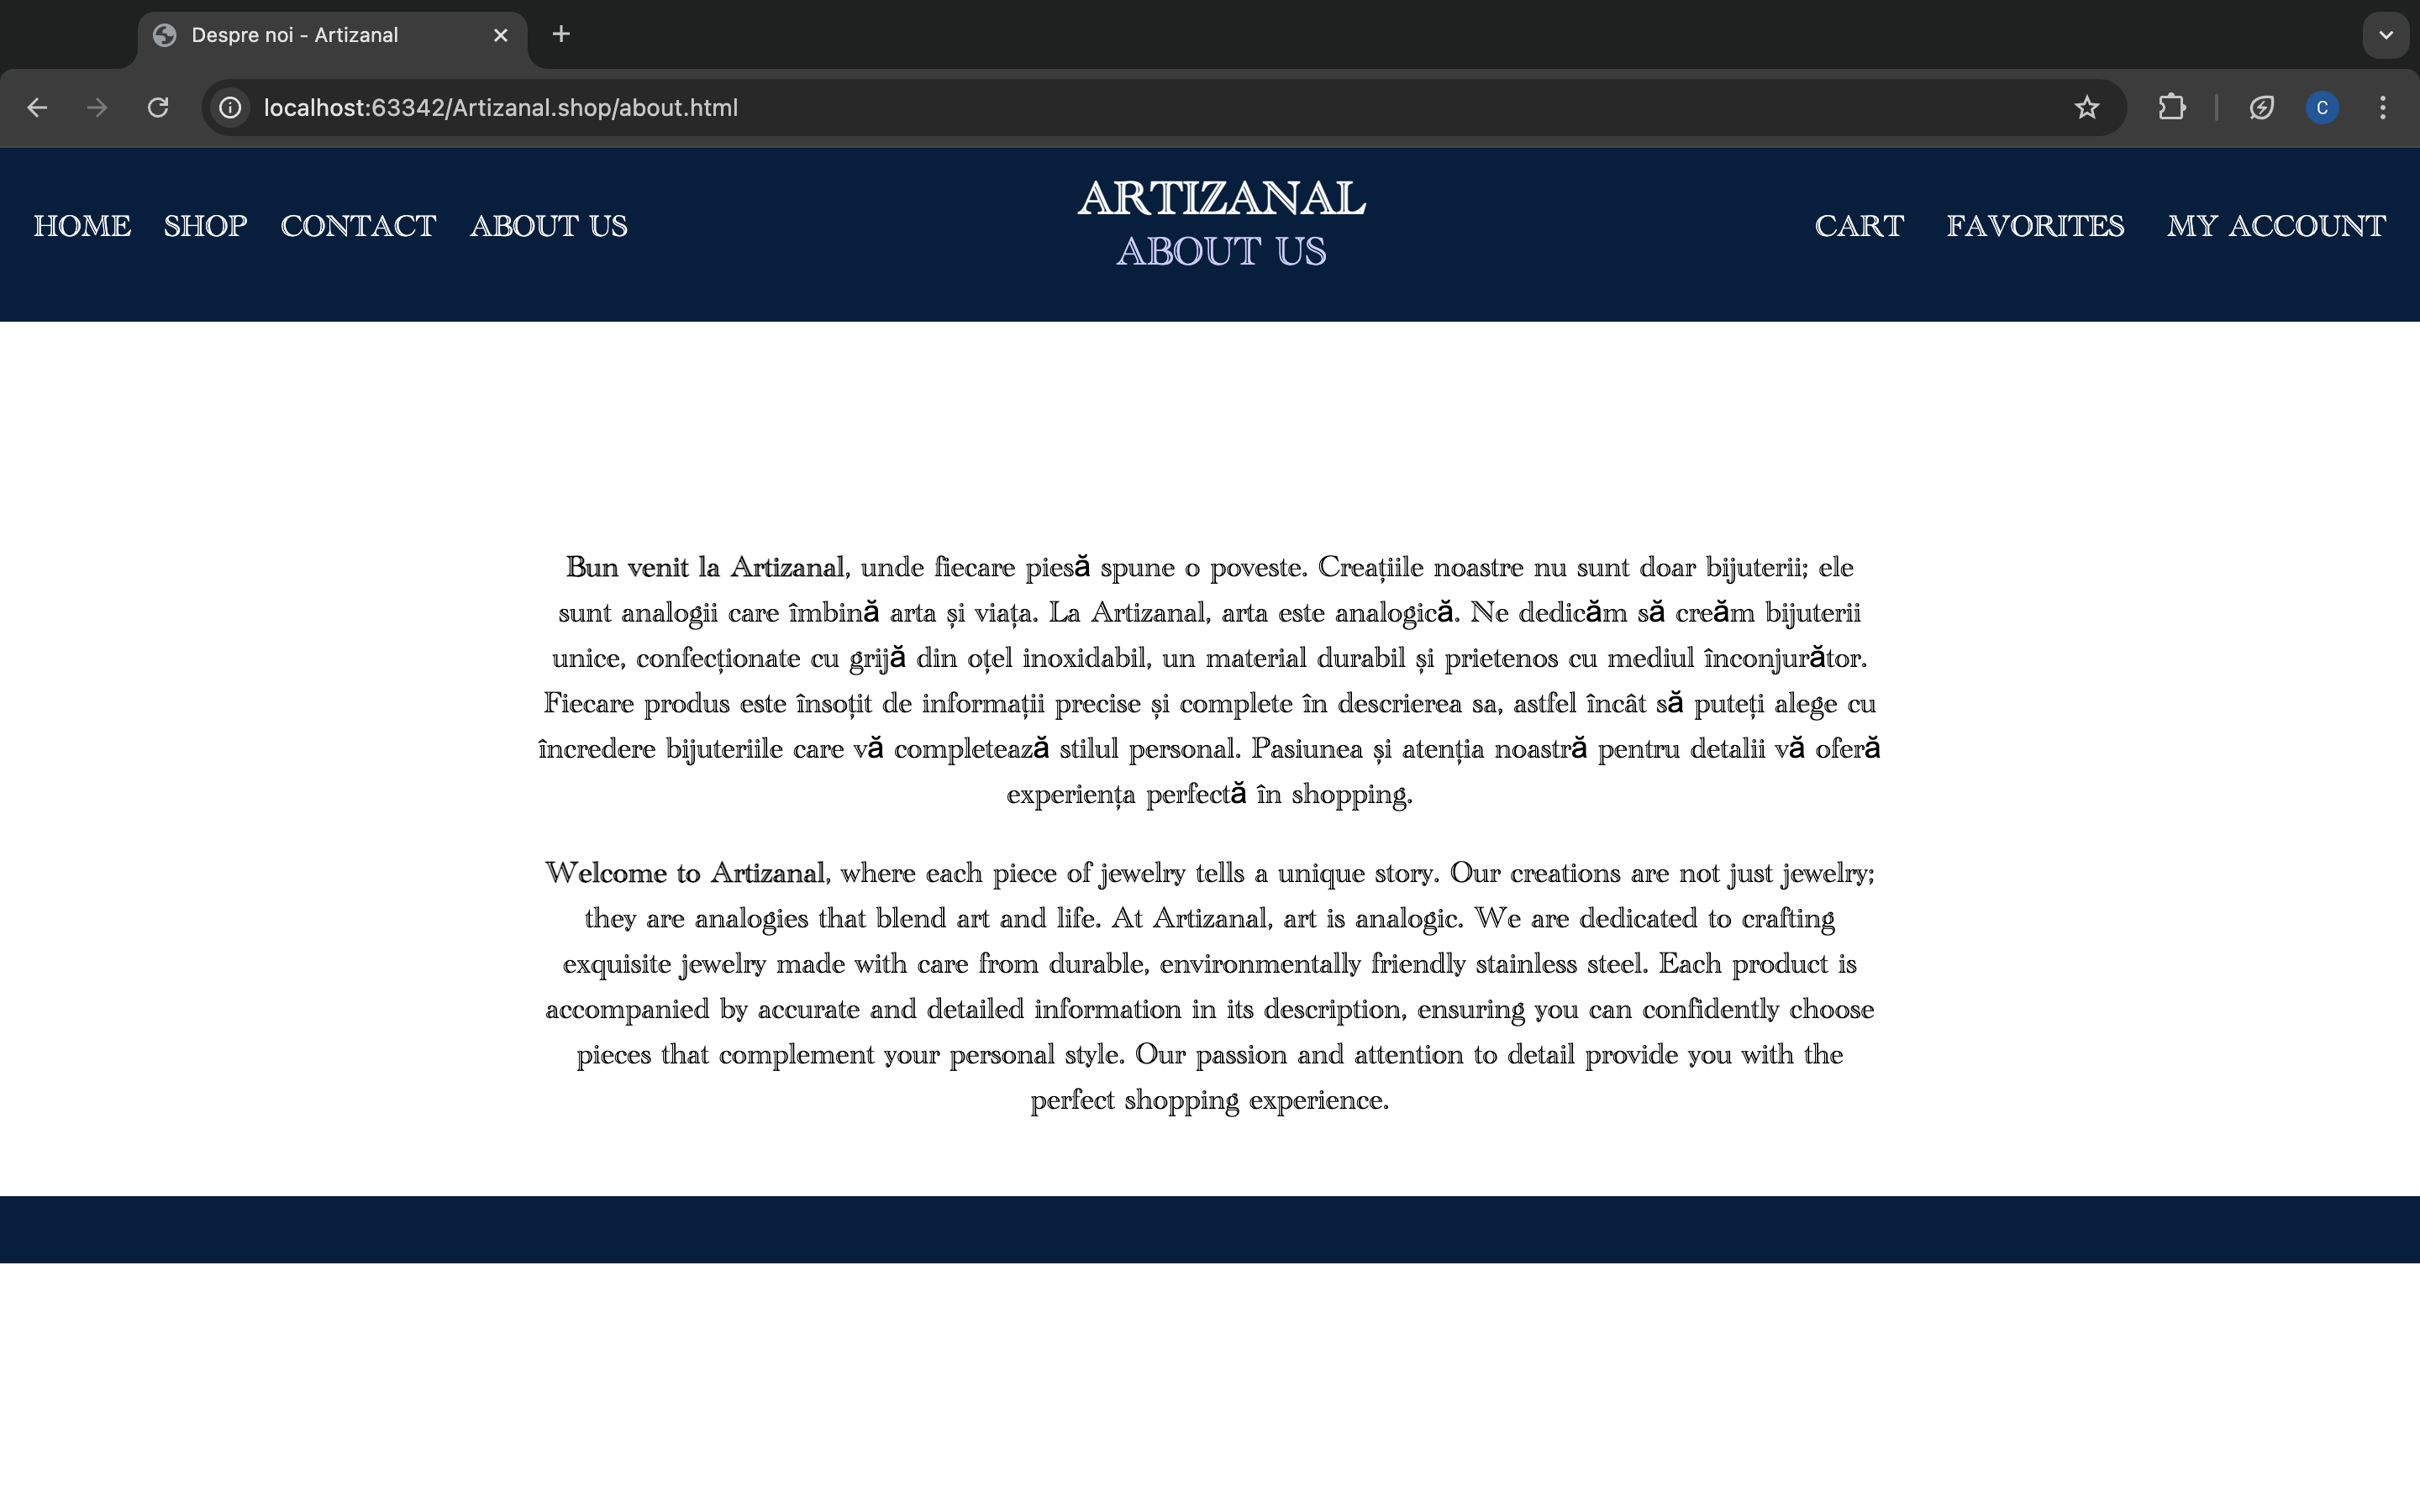 Despre noi - Artizanal
localhost:63342/Artizanal.shop/about.html
C
HOME SHOP CONTACT ABOUT US
ARTIZANAL
ABOUT US
CART FAVORITES MY ACCOUNT
Bun venit la Artizanal, unde fiecare piesă spune o poveste. Creațiile noastre nu sunt doar bijuterii; ele
sunt analogii care îmbină arta și viața. La Artizanal, arta este analogică. Ne dedicăm să creăm bijuterii
unice, confecționate cu grijă din oțel inoxidabil, un material durabil și prietenos cu mediul înconjurător.
Fiecare produs este însoțit de informații precise și complete în descrierea sa, astfel încât să puteți alege cu
încredere bijuteriile care vă completează stilul personal. Pasiunea și atenția noastră pentru detalii vă oferă
experiența perfectă în shopping.
Welcome to Artizanal, where each piece of jewelry tells a unique story. Our creations are not just jewelry;
they are analogies that blend art and life. At Artizanal, art is analogic. We are dedicated to crafting
exquisite jewelry made with care from durable, environmentally friendly stainless steel. Each product is
accompanied by accurate and detailed information in its description, ensuring you can confidently choose
pieces that complement your personal style. Our passion and attention to detail provide you with the
perfect shopping experience.